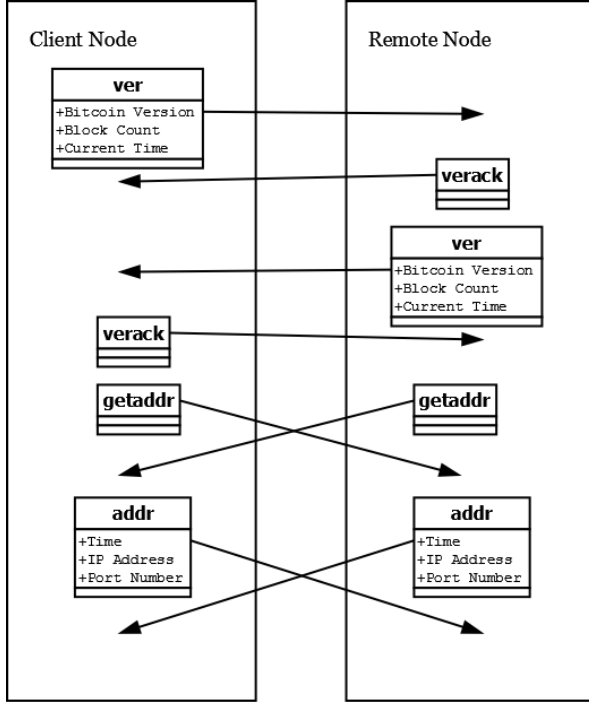 Client Node
Remote Node
ver
+Bitcoin Version
+Block Count
+Current Time
verack
ver
+Bitcoin Version
+Block Count
+Current Time
verack
getaddr
getaddr
addr
+Time
+IP Address
+Port Number
addr
+Time
+IP Address
+Port Number